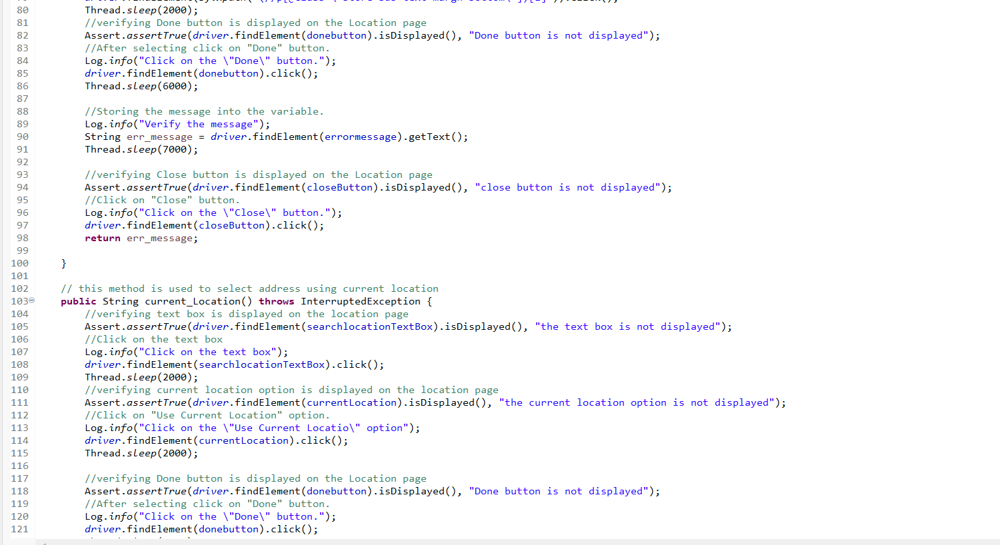 80 Thread.sleep(2000);
81 //verifying Done button is displayed on the Location page
82 Assert.assertTrue(driver.findElement(donebutton).isDisplayed(), "Done button is not displayed");
83 //After selecting click on "Done" button.
84 Log.info("Click on the \"Done\" button.");
85 driver.findElement(donebutton).click();
86 Thread.sleep(6000);
87
88 //Storing the message into the variable.
89 Log.info("Verify the message");
90 String err_message = driver.findElement(errormessage).getText();
91 Thread.sleep(7000);
92
93 //verifying Close button is displayed on the Location page
94 Assert.assertTrue(driver.findElement(closeButton).isDisplayed(), "close button is not displayed");
95 //Click on "Close" button.
96 Log.info("Click on the \"Close\" button.");
97 driver.findElement(closeButton).click();
98 return err_message;
99
100 }
101
102 // this method is used to select address using current location
103 public String current_Location() throws InterruptedException {
104 //verifying text box is displayed on the location page
105 Assert.assertTrue(driver.findElement(searchlocationTextBox).isDisplayed(), "the text box is not displayed");
106 //Click on the text box
107 Log.info("Click on the text box");
108 driver.findElement(searchlocationTextBox).click();
109 Thread.sleep(2000);
110 //verifying current location option is displayed on the location page
111 Assert.assertTrue(driver.findElement(currentLocation).isDisplayed(), "the current location option is not displayed");
112 //Click on "Use Current Location" option.
113 Log.info("Click on the \"Use Current Locatio\" option");
114 driver.findElement(currentLocation).click();
115 Thread.sleep(2000);
116
117 //verifying Done button is displayed on the Location page
118 Assert.assertTrue(driver.findElement(donebutton).isDisplayed(), "Done button is not displayed");
119 //After selecting click on "Done" button.
120 Log.info("Click on the \"Done\" button.");
121 driver.findElement(donebutton).click();